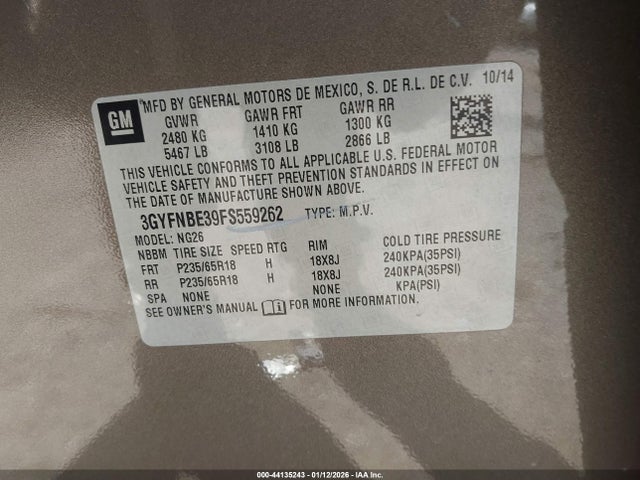 GM
MFD BY GENERAL MOTORS DE MEXICO, S. DE R.L. DE C.V. 10/14
GVWR GAWR FRT GAWR RR
2480 KG 1410 KG 1300 KG
5467 LB 3108 LB 2866 LB
THIS VEHICLE CONFORMS TO ALL APPLICABLE U.S. FEDERAL MOTOR
VEHICLE SAFETY AND THEFT PREVENTION STANDARDS IN EFFECT ON
THE DATE OF MANUFACTURE SHOWN ABOVE.
3GYFNBE39FS559262 TYPE: M.P.V.
MODEL: NG26
NBBM TIRE SIZE SPEED RTG RIM COLD TIRE PRESSURE
FRT P235/65R18 H 18X8J 240KPA(35PSI)
RR P235/65R18 H 18X8J 240KPA(35PSI)
SPA NONE NONE KPA(PSI)
SEE OWNER'S MANUAL FOR MORE INFORMATION.
000-44135243 - 01/12/2026 - IAA Inc.